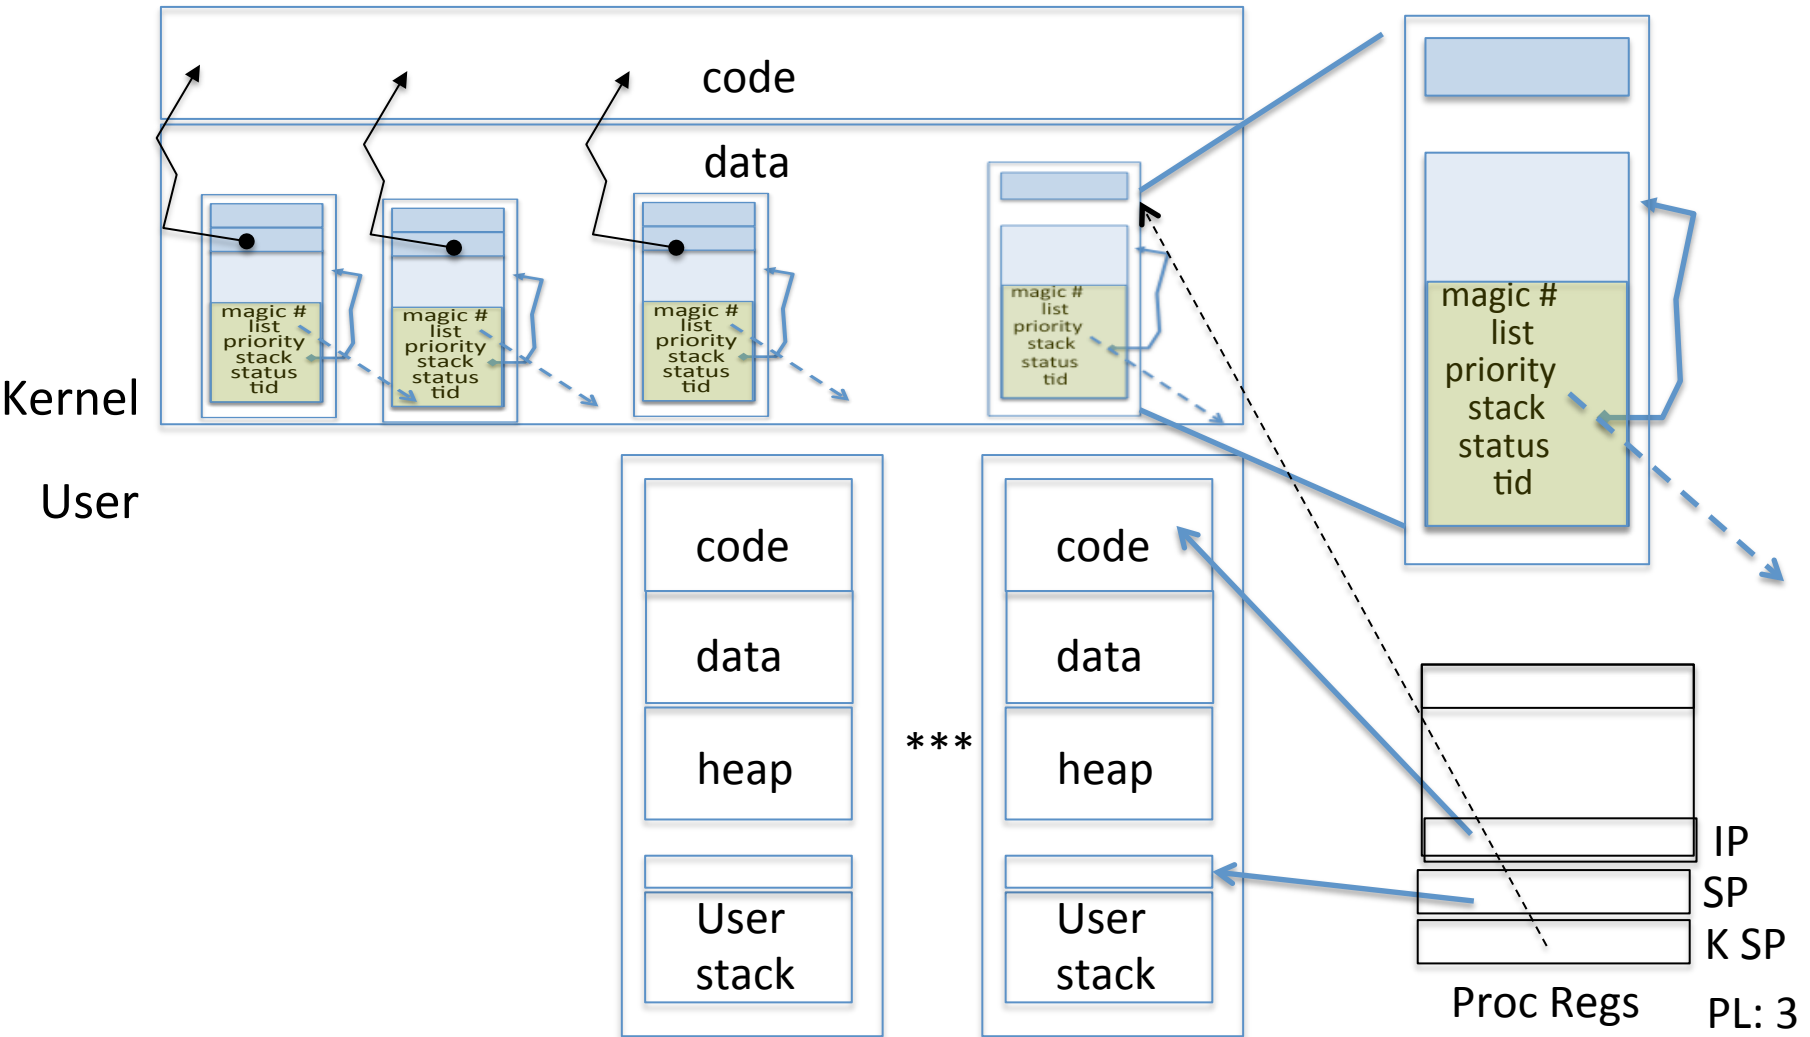 code
data
magic #
list
priority
stack
status
tid
magic #
list
priority
stack
status
tid
magic #
list
priority
stack
status
tid
magic #
list
priority
stack
status
tid
magic #
list
priority
stack
status
tid
Kernel
User
code
data
heap
User
stack
***
code
data
heap
User
stack
IP
SP
K SP
Proc Regs
PL: 3